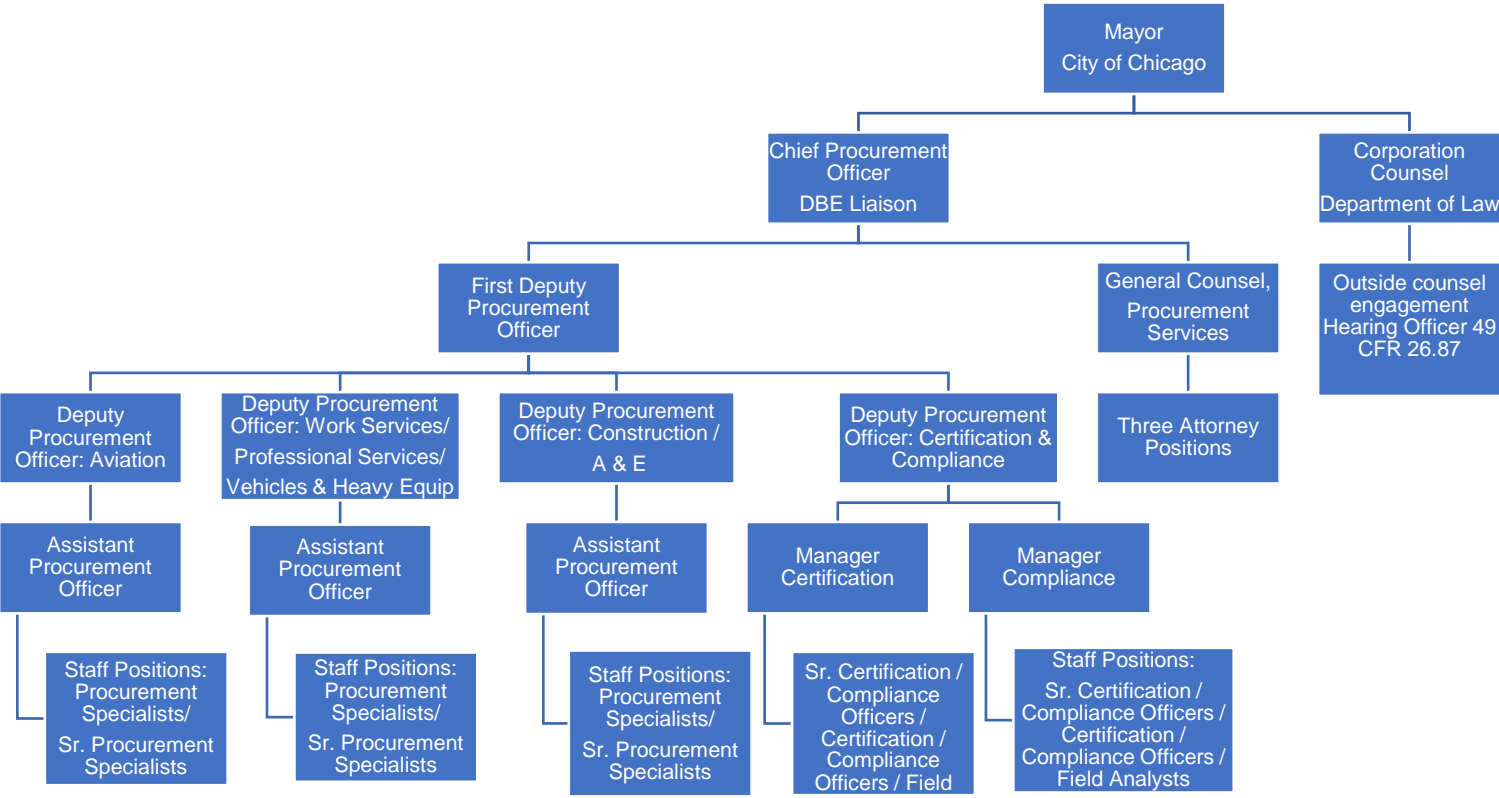 Mayor
City of Chicago
Chief Procurement
Officer
DBE Liaison
Corporation
Counsel
Department of Law
First Deputy
Procurement
Officer
General Counsel,
Procurement
Services
Outside counsel
engagement
Hearing Officer 49
CFR 26.87
Deputy
Procurement
Officer: Aviation
Deputy Procurement
Officer: Work Services/
Professional Services/
Vehicles & Heavy Equip
Deputy Procurement
Officer: Construction /
A & E
Deputy Procurement
Officer: Certification &
Compliance
Three Attorney
Positions
Assistant
Procurement
Officer
Assistant
Procurement
Officer
Assistant
Procurement
Officer
Manager
Certification
Manager
Compliance
Staff Positions:
Procurement
Specialists/
Sr. Procurement
Specialists
Staff Positions:
Procurement
Specialists/
Sr. Procurement
Specialists
Staff Positions:
Procurement
Specialists/
Sr. Procurement
Specialists
Sr. Certification /
Compliance
Officers /
Certification /
Compliance
Officers / Field
Staff Positions:
Sr. Certification /
Compliance Officers /
Certification /
Compliance Officers /
Field Analysts